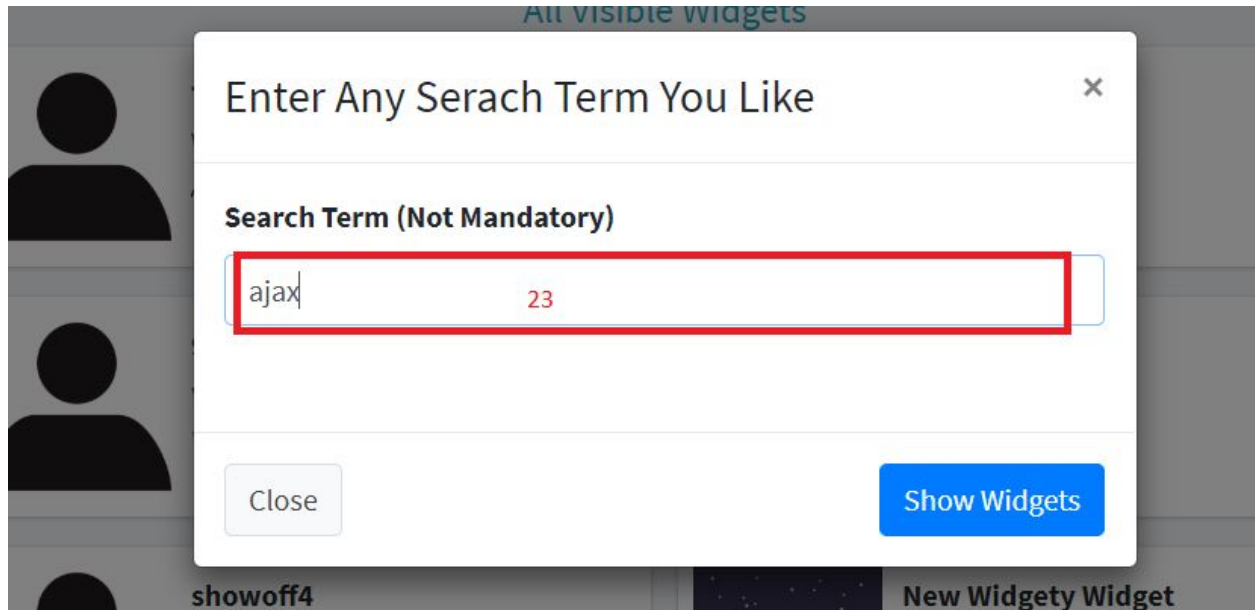 All Visible Widgets
Enter Any Serach Term You Like
×
Search Term (Not Mandatory)
ajax
23
Close
Show Widgets
showoff4
New Widgety Widget